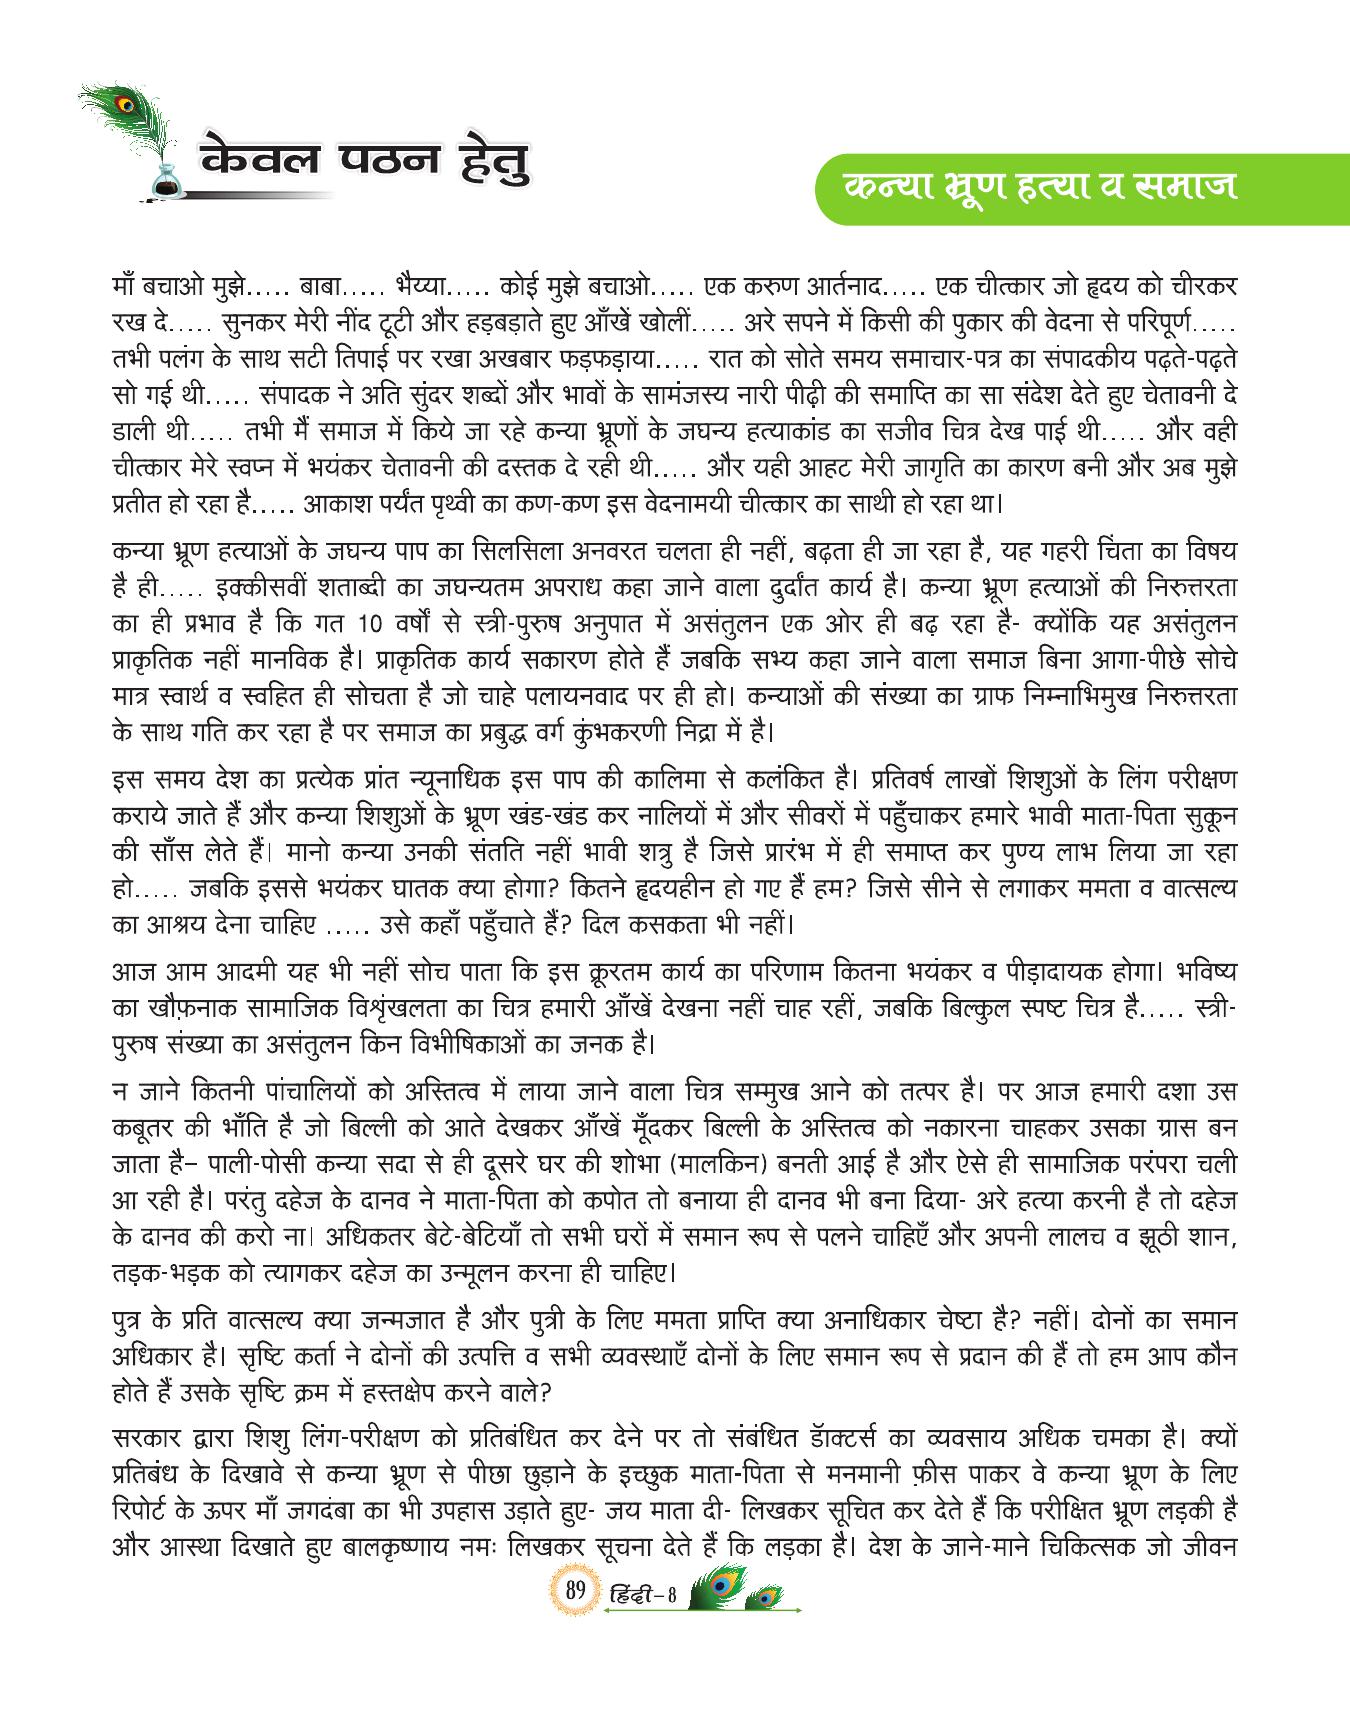 केवल पठन हेतु
कन्या भ्रूण हत्या व समाज
माँ बचाओ मुझे..... बाबा..... भैय्या..... कोई मुझे बचाओ..... एक करुण आर्तनाद..... एक चीत्कार जो हृदय को चीरकर
रख दे..... सुनकर मेरी नींद टूटी और हड़बड़ाते हुए आँखें खोलीं..... अरे सपने में किसी की पुकार की वेदना से परिपूर्ण.....
तभी पलंग के साथ सटी तिपाई पर रखा अखबार फड़फड़ाया..... रात को सोते समय समाचार-पत्र का संपादकीय पढ़ते-पढ़ते
सो गई थी..... संपादक ने अति सुंदर शब्दों और भावों के सामंजस्य नारी पीढ़ी की समाप्ति का सा संदेश देते हुए चेतावनी दे
डाली थी..... तभी मैं समाज में किये जा रहे कन्या भ्रूणों के जघन्य हत्याकांड का सजीव चित्र देख पाई थी..... और वही
चीत्कार मेरे स्वप्न में भयंकर चेतावनी की दस्तक दे रही थी..... और यही आहट मेरी जागृति का कारण बनी और अब मुझे
प्रतीत हो रहा है..... आकाश पर्यंत पृथ्वी का कण-कण इस वेदनामयी चीत्कार का साथी हो रहा था।
कन्या भ्रूण हत्याओं के जघन्य पाप का सिलसिला अनवरत चलता ही नहीं, बढ़ता ही जा रहा है, यह गहरी चिंता का विषय
है ही..... इक्कीसवीं शताब्दी का जघन्यतम अपराध कहा जाने वाला दुर्दांत कार्य है। कन्या भ्रूण हत्याओं की निरुत्तरता
का ही प्रभाव है कि गत 10 वर्षों से स्त्री-पुरुष अनुपात में असंतुलन एक ओर ही बढ़ रहा है- क्योंकि यह असंतुलन
प्राकृतिक नहीं मानविक है। प्राकृतिक कार्य सकारण होते हैं जबकि सभ्य कहा जाने वाला समाज बिना आगा-पीछे सोचे
मात्र स्वार्थ व स्वहित ही सोचता है जो चाहे पलायनवाद पर ही हो। कन्याओं की संख्या का ग्राफ निम्नाभिमुख निरुत्तरता
के साथ गति कर रहा है पर समाज का प्रबुद्ध वर्ग कुंभकरणी निद्रा में है।
इस समय देश का प्रत्येक प्रांत न्यूनाधिक इस पाप की कालिमा से कलंकित है। प्रतिवर्ष लाखों शिशुओं के लिंग परीक्षण
कराये जाते हैं और कन्या शिशुओं के भ्रूण खंड-खंड कर नालियों में और सीवरों में पहुँचाकर हमारे भावी माता-पिता सुकून
की साँस लेते हैं। मानो कन्या उनकी संतति नहीं भावी शत्रु है जिसे प्रारंभ में ही समाप्त कर पुण्य लाभ लिया जा रहा
हो..... जबकि इससे भयंकर घातक क्या होगा? कितने हृदयहीन हो गए हैं हम? जिसे सीने से लगाकर ममता व वात्सल्य
का आश्रय देना चाहिए ..... उसे कहाँ पहुँचाते हैं? दिल कसकता भी नहीं।
आज आम आदमी यह भी नहीं सोच पाता कि इस क्रूरतम कार्य का परिणाम कितना भयंकर व पीड़ादायक होगा। भविष्य
का खौफ़नाक सामाजिक विशृंखलता का चित्र हमारी आँखें देखना नहीं चाह रहीं, जबकि बिल्कुल स्पष्ट चित्र है..... स्त्री-
पुरुष संख्या का असंतुलन किन विभीषिकाओं का जनक है।
न जाने कितनी पांचालियों को अस्तित्व में लाया जाने वाला चित्र सम्मुख आने को तत्पर है। पर आज हमारी दशा उस
कबूतर की भाँति है जो बिल्ली को आते देखकर आँखें मूँदकर बिल्ली के अस्तित्व को नकारना चाहकर उसका ग्रास बन
जाता है– पाली-पोसी कन्या सदा से ही दूसरे घर की शोभा (मालकिन) बनती आई है और ऐसे ही सामाजिक परंपरा चली
आ रही है। परंतु दहेज के दानव ने माता-पिता को कपोत तो बनाया ही दानव भी बना दिया- अरे हत्या करनी है तो दहेज
के दानव की करो ना। अधिकतर बेटे-बेटियाँ तो सभी घरों में समान रूप से पलने चाहिएँ और अपनी लालच व झूठी शान,
तड़क-भड़क को त्यागकर दहेज का उन्मूलन करना ही चाहिए।
पुत्र के प्रति वात्सल्य क्या जन्मजात है और पुत्री के लिए ममता प्राप्ति क्या अनाधिकार चेष्टा है? नहीं। दोनों का समान
अधिकार है। सृष्टि कर्ता ने दोनों की उत्पत्ति व सभी व्यवस्थाएँ दोनों के लिए समान रूप से प्रदान की हैं तो हम आप कौन
होते हैं उसके सृष्टि क्रम में हस्तक्षेप करने वाले?
सरकार द्वारा शिशु लिंग-परीक्षण को प्रतिबंधित कर देने पर तो संबंधित डॅाक्टर्स का व्यवसाय अधिक चमका है। क्यों
प्रतिबंध के दिखावे से कन्या भ्रूण से पीछा छुड़ाने के इच्छुक माता-पिता से मनमानी फ़ीस पाकर वे कन्या भ्रूण के लिए
रिपोर्ट के ऊपर माँ जगदंबा का भी उपहास उड़ाते हुए- जय माता दी- लिखकर सूचित कर देते हैं कि परीक्षित भ्रूण लड़की है
और आस्था दिखाते हुए बालकृष्णाय नमः लिखकर सूचना देते हैं कि लड़का है। देश के जाने-माने चिकित्सक जो जीवन
89 हिंदी–8